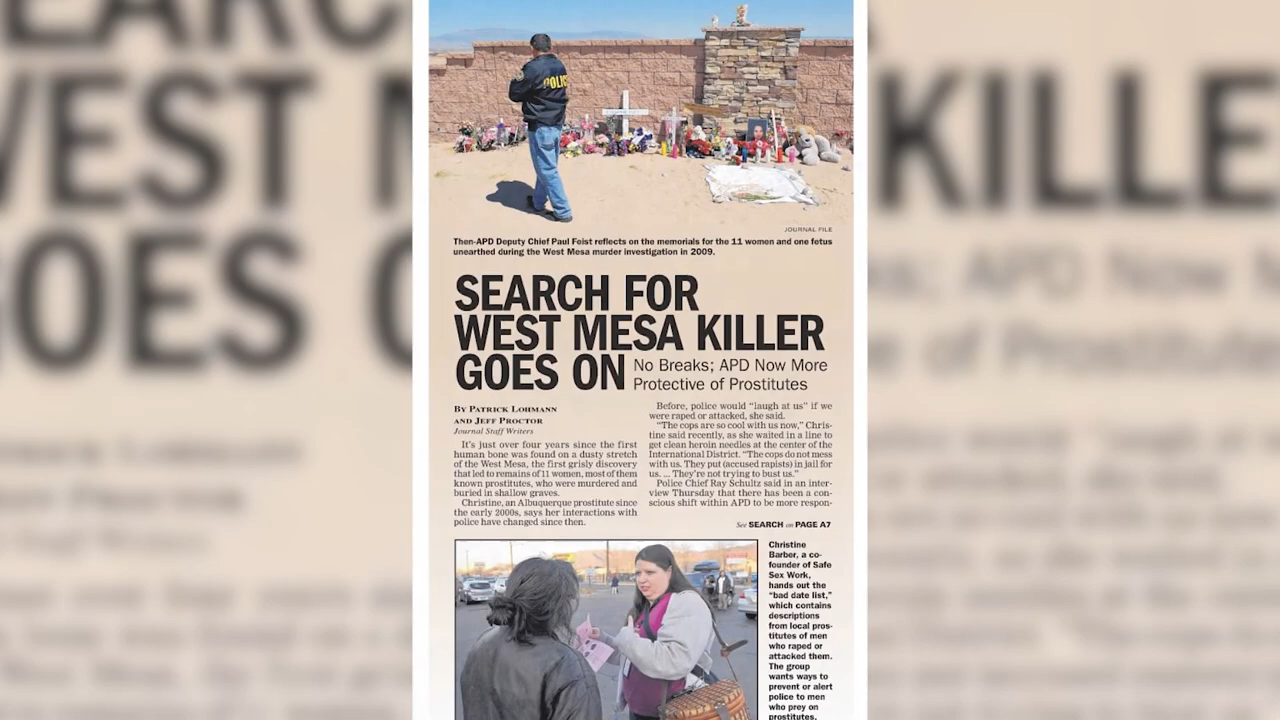 POLICE
JOURNAL FILE
Then-APD Deputy Chief Paul Feist reflects on the memorials for the 11 women and one fetus
unearthed during the West Mesa murder investigation in 2009.
SEARCH FOR
WEST MESA KILLER
GOES ON
No Breaks; APD Now More
Protective of Prostitutes
BY PATRICK LOHMANN
AND JEFF PROCTOR
Journal Staff Writers
It's just over four years since the first
human bone was found on a dusty stretch
of the West Mesa, the first grisly discovery
that led to remains of 11 women, most of them
known prostitutes, who were murdered and
buried in shallow graves.
Christine, an Albuquerque prostitute since
the early 2000s, says her interactions with
police have changed since then.
Before, police would "laugh at us" if we
were raped or attacked, she said.
"The cops are so cool with us now," Chris-
tine said recently, as she waited in a line to
get clean heroin needles at the center of the
International District. "The cops do not mess
with us. They put (accused rapists) in jail for
us. ... They're not trying to bust us."
Police Chief Ray Schultz said in an inter-
view Thursday that there has been a con-
scious shift within APD to be more respon-
See SEARCH on PAGE A7
Christine
Barber, a co-
founder of Safe
Sex Work,
hands out the
"bad date list,"
which contains
descriptions
from local pros-
titutes of men
who raped or
attacked them.
The group
wants ways to
prevent or alert
police to men
who prey on
prostitutes.